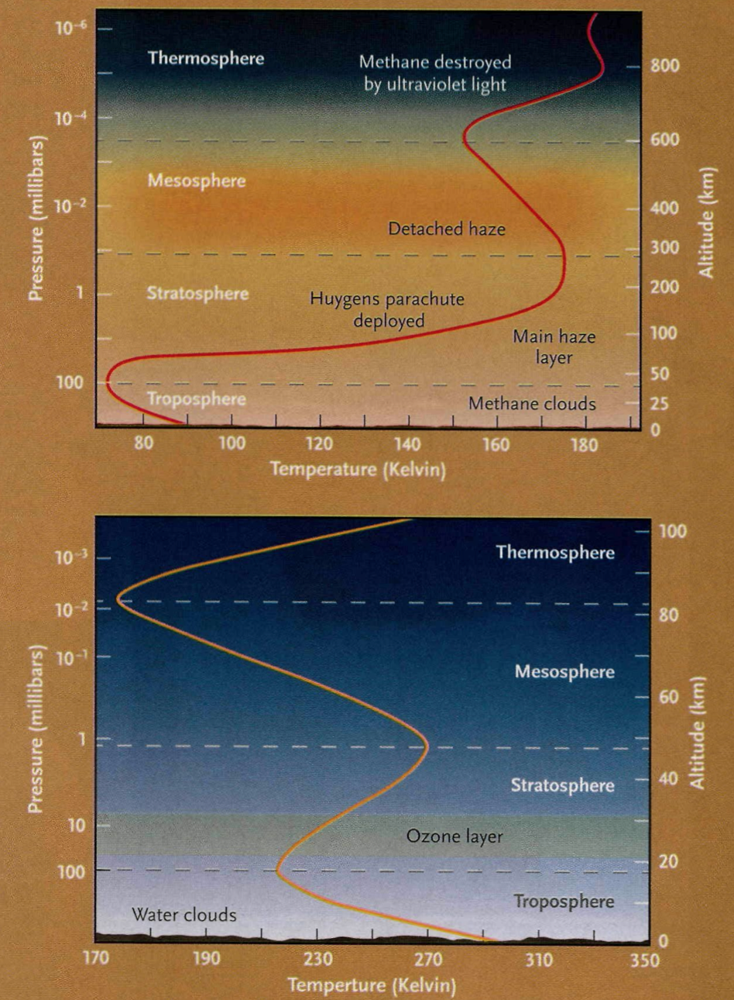 10⁻⁶
Thermosphere
Methane destroyed
by ultraviolet light
800
10⁻⁴
600
Mesosphere
10⁻²
400
Detached haze
300
Pressure (millibars)
Altitude (km)
1
Stratosphere
200
Huygens parachute
deployed
100
Main haze
layer
100
50
Troposphere
Methane clouds
25
0
80 100 120 140 160 180
Temperature (Kelvin)
100
Thermosphere
10⁻³
10⁻²
80
10⁻¹
Mesosphere
60
Pressure (millibars)
Altitude (km)
1
Stratosphere
40
10
Ozone layer
100
20
Troposphere
Water clouds
0
170 190 230 270 310 350
Temperture (Kelvin)